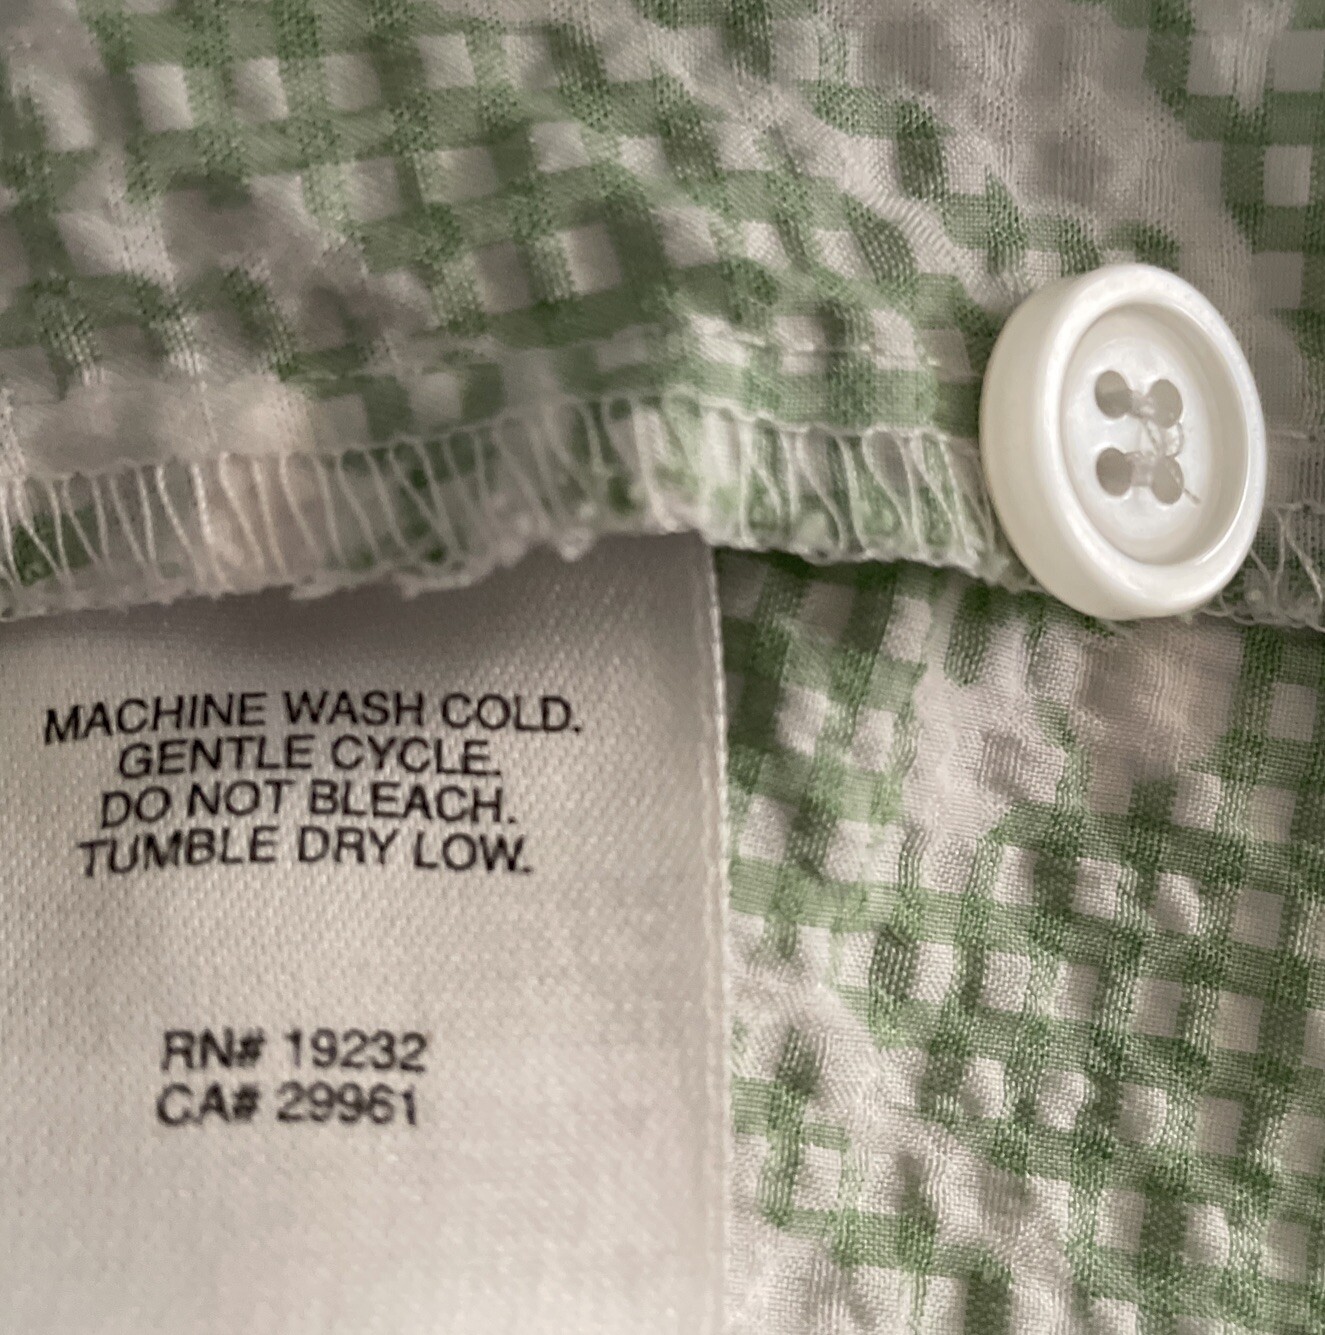 MACHINE WASH COLD.
GENTLE CYCLE.
DO NOT BLEACH.
TUMBLE DRY LOW.
RN# 19232
CA# 29961